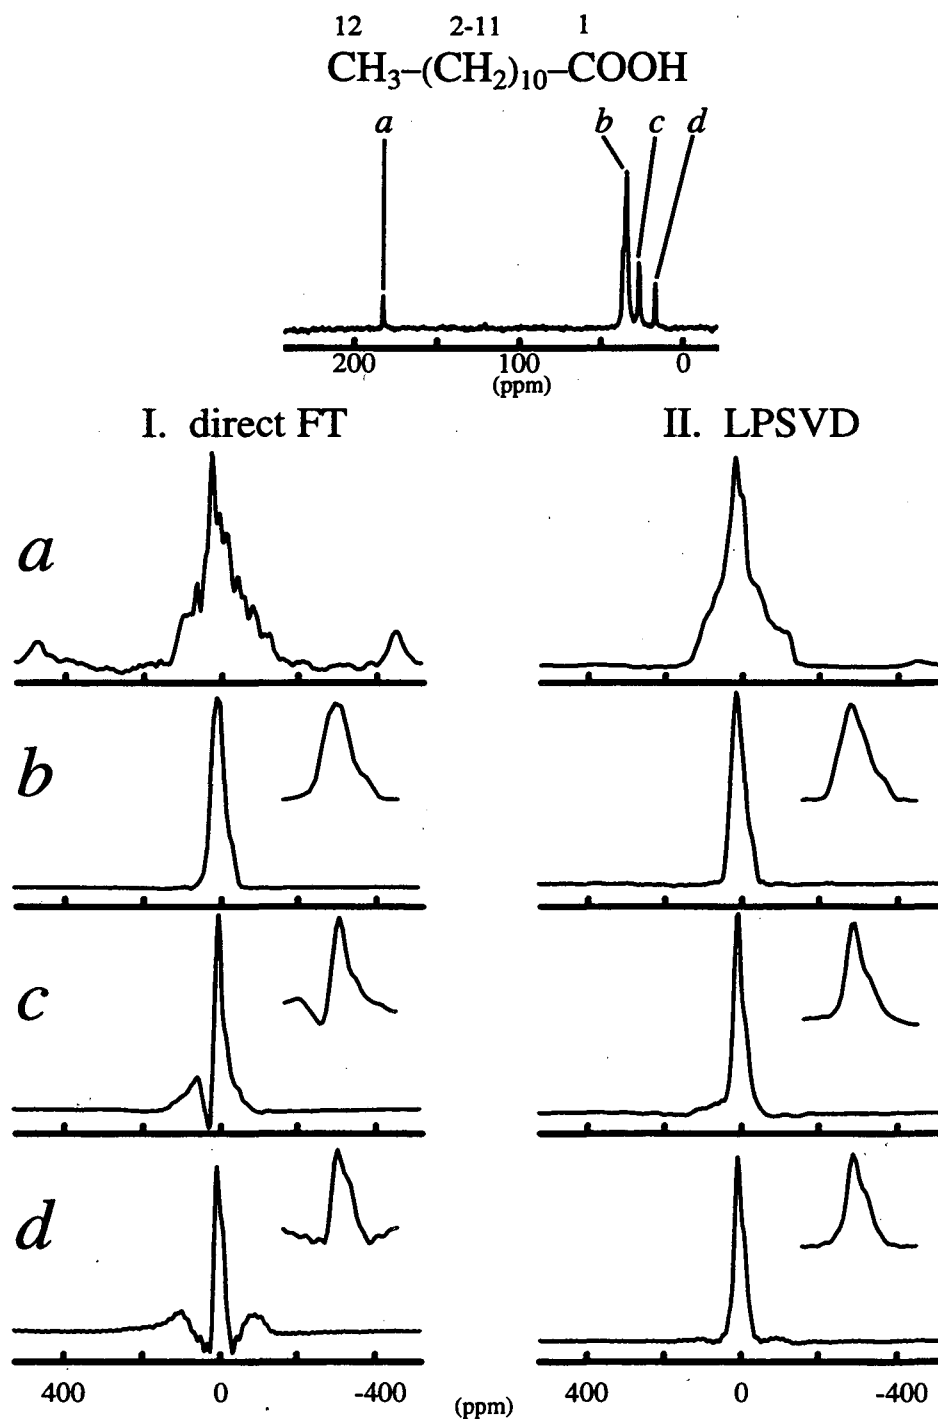 12 2-11 1
CH₃–(CH₂)₁₀–COOH
a b c d
200 100 0
(ppm)
I. direct FT II. LPSVD
a
b
c
d
400 0 -400 (ppm) 400 0 -400